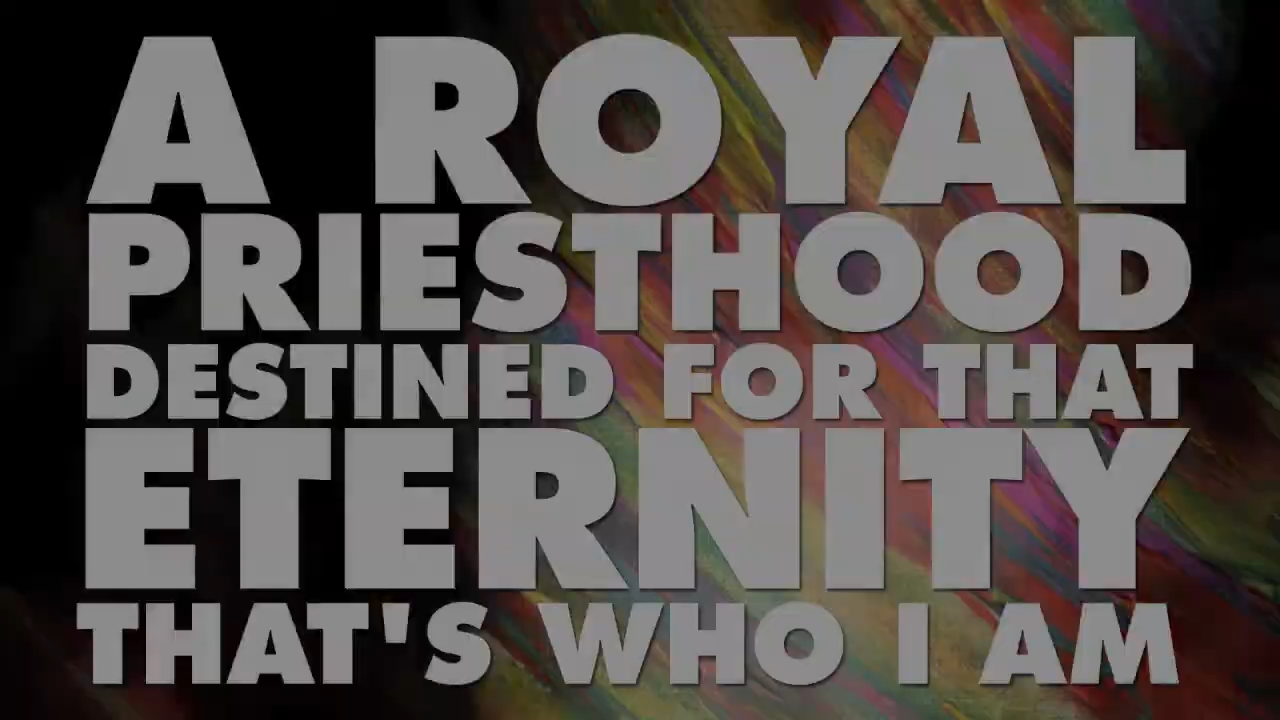 A ROYAL
PRIESTHOOD
DESTINED FOR THAT
ETERNITY
THAT'S WHO I AM